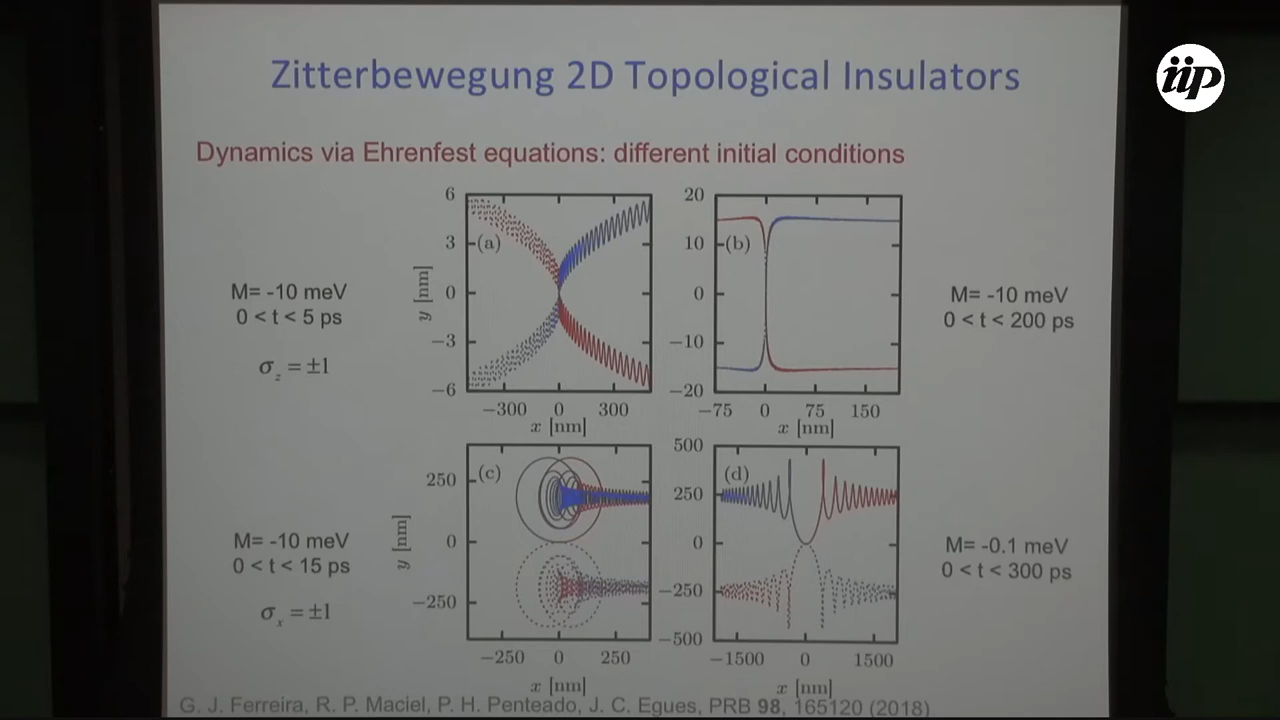 Zitterbewegung 2D Topological Insulators
iip
Dynamics via Ehrenfest equations: different initial conditions
M= -10 meV
0 < t < 5 ps
σz = ±1
6
3
0
−3
−6
y [nm]
(a)
−300 0 300
x [nm]
20
10
0
−10
−20
(b)
−75 0 75 150
x [nm]
M= -10 meV
0 < t < 200 ps
M= -10 meV
0 < t < 15 ps
σx = ±1
250
0
−250
y [nm]
(c)
−250 0 250
x [nm]
500
250
0
−250
−500
(d)
−1500 0 1500
x [nm]
M= -0.1 meV
0 < t < 300 ps
G. J. Ferreira, R. P. Maciel, P. H. Penteado, J. C. Egues, PRB 98, 165120 (2018)